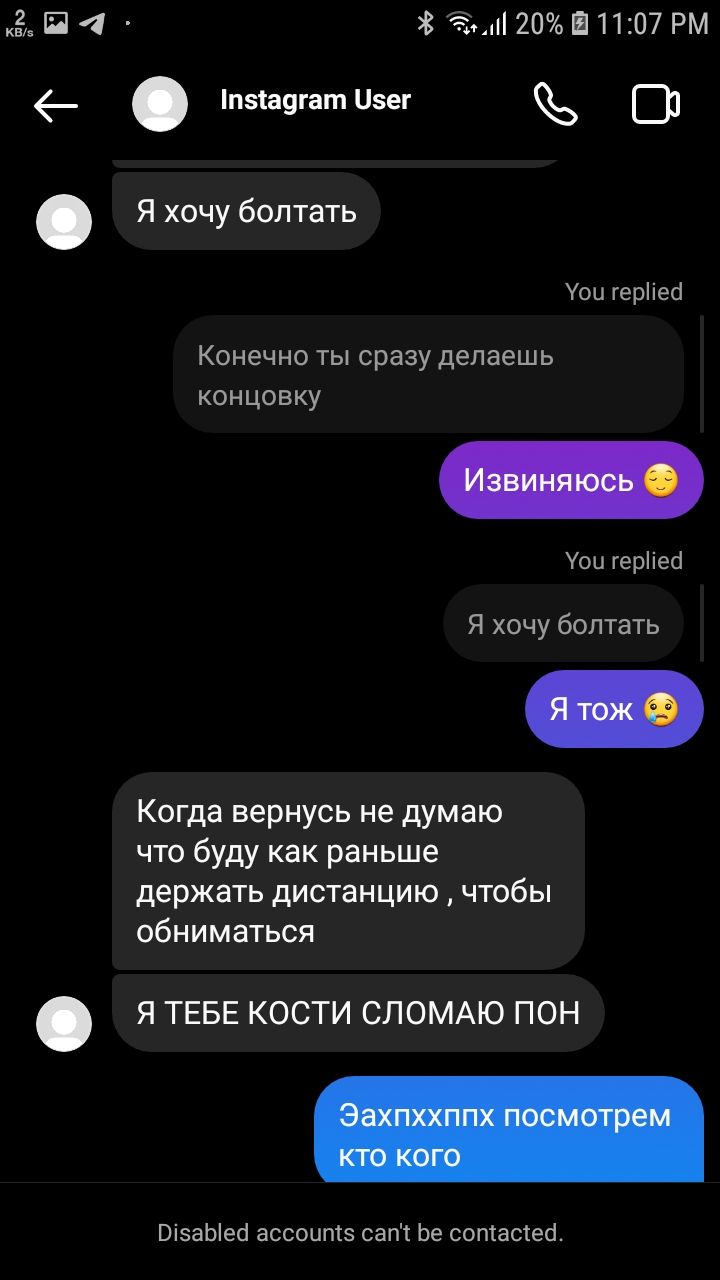 2
KB/s
20%
11:07 PM
Instagram User
Я хочу болтать
You replied
Конечно ты сразу делаешь
концовку
Извиняюсь 😌
You replied
Я хочу болтать
Я тож 😢
Когда вернусь не думаю
что буду как раньше
держать дистанцию , чтобы
обниматься
Я ТЕБЕ КОСТИ СЛОМАЮ ПОН
Эахпххппх посмотрем
кто кого
Disabled accounts can't be contacted.